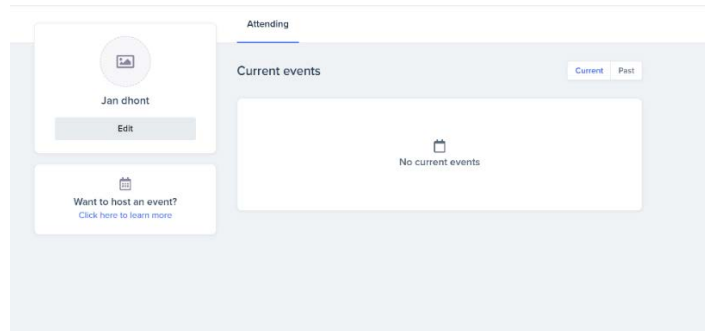 Attending
Jan dhont
Edit
Want to host an event?
Click here to learn more
Current events
Current Past
No current events